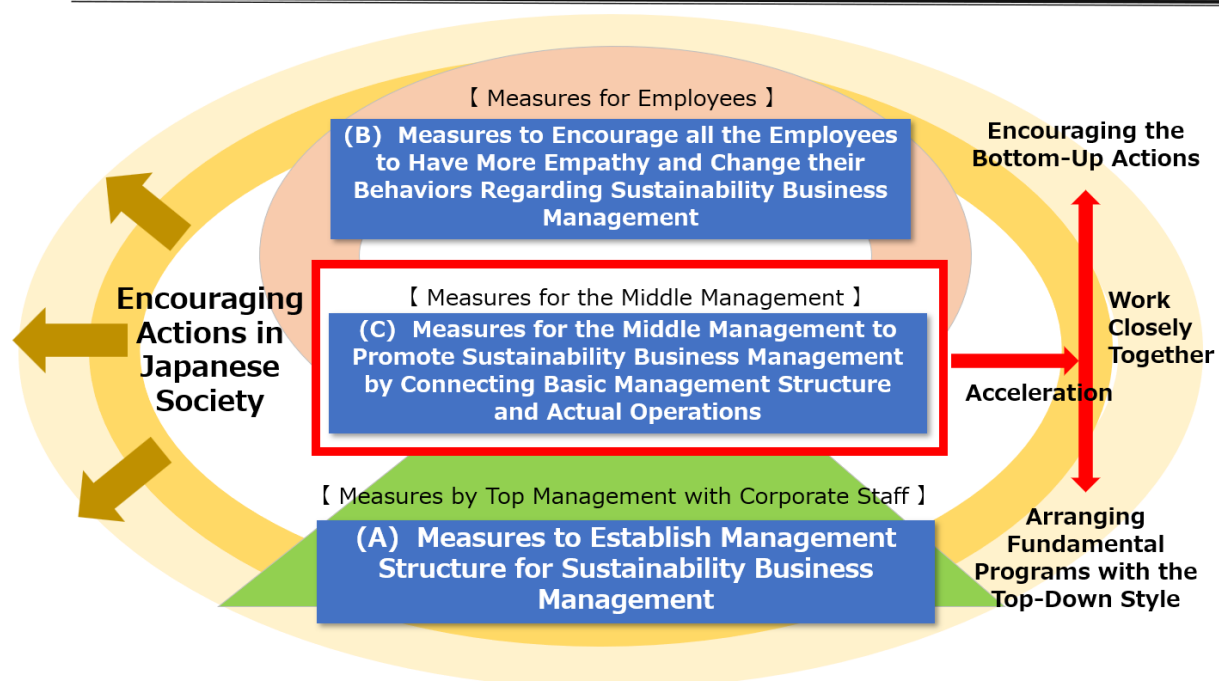 【 Measures for Employees 】
(B)  Measures to Encourage all the Employees
to Have More Empathy and Change their
Behaviors Regarding Sustainability Business
Management
Encouraging the
Bottom-Up Actions
Encouraging
Actions in
Japanese
Society
【 Measures for the Middle Management 】
(C)  Measures for the Middle Management to
Promote Sustainability Business Management
by Connecting Basic Management Structure
and Actual Operations
Work
Closely
Together
Acceleration
【 Measures by Top Management with Corporate Staff 】
(A)  Measures to Establish Management
Structure for Sustainability Business
Management
Arranging
Fundamental
Programs with the
Top-Down Style